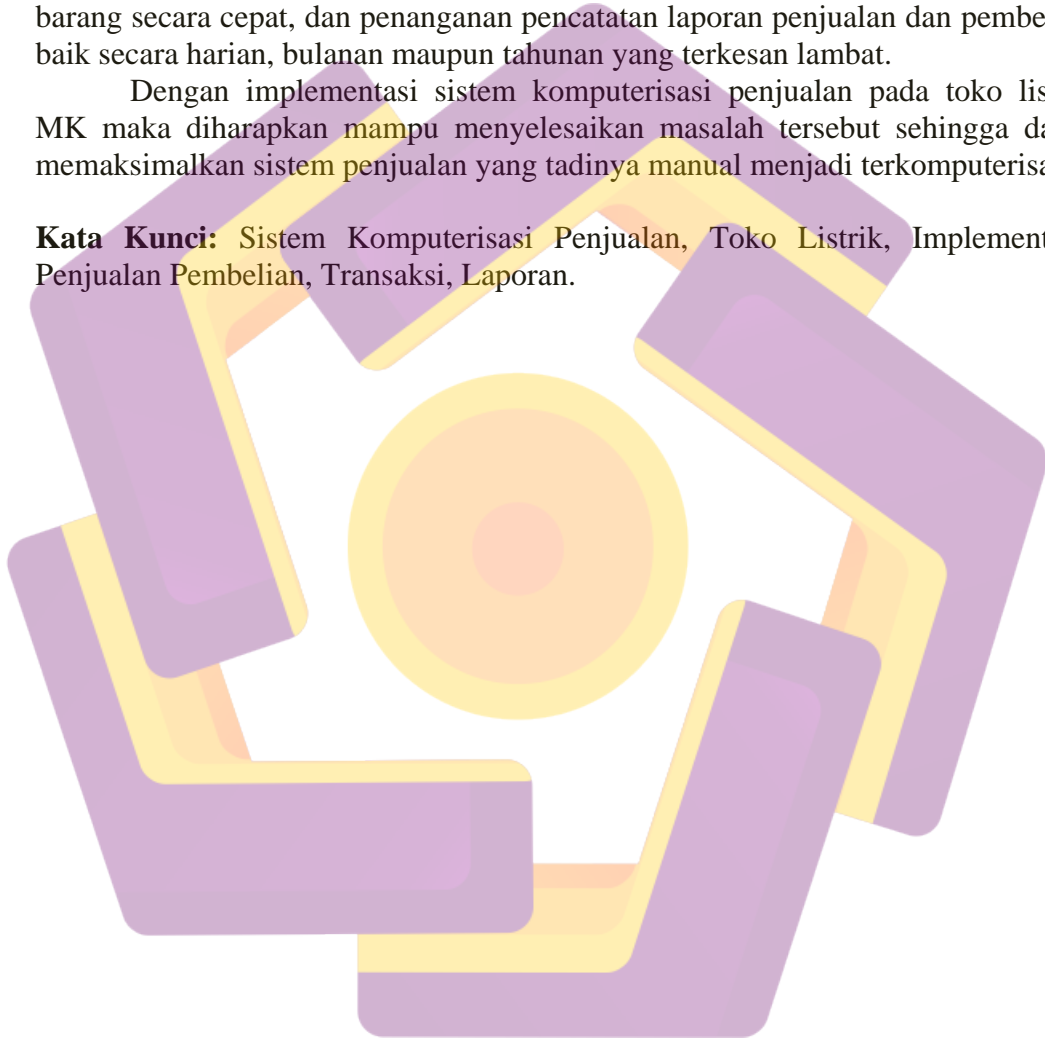 barang secara cepat, dan penanganan pencatatan laporan penjualan dan pembe
baik secara harian, bulanan maupun tahunan yang terkesan lambat.
Dengan implementasi sistem komputerisasi penjualan pada toko lis
MK maka diharapkan mampu menyelesaikan masalah tersebut sehingga da
memaksimalkan sistem penjualan yang tadinya manual menjadi terkomputerisa
Kata Kunci: Sistem Komputerisasi Penjualan, Toko Listrik, Implement
Penjualan Pembelian, Transaksi, Laporan.